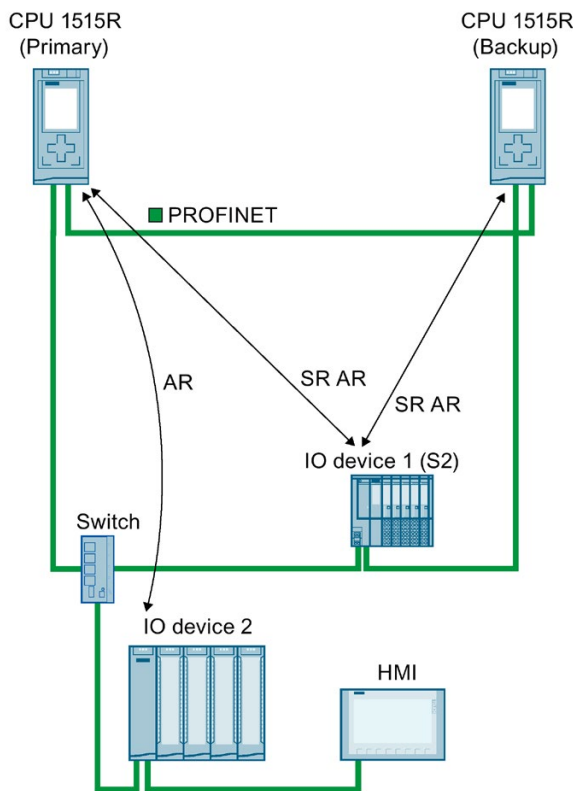 CPU 1515R
(Primary)
CPU 1515R
(Backup)
PROFINET
AR
SR AR
SR AR
IO device 1 (S2)
Switch
IO device 2
HMI